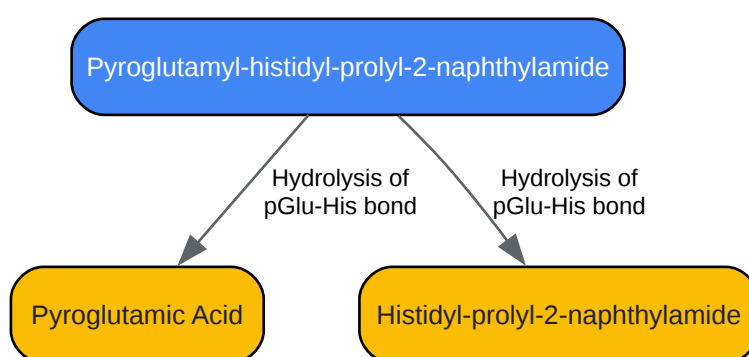 Pyroglutamyl-histidyl-prolyl-2-naphthylamide
Hydrolysis of
pGlu-His bond
Hydrolysis of
pGlu-His bond
Pyroglutamic Acid
Histidyl-prolyl-2-naphthylamide